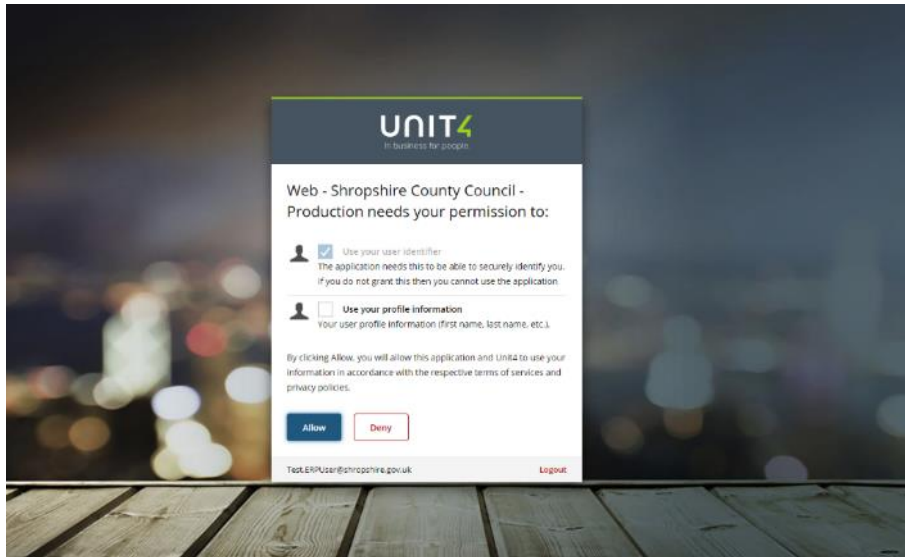 UNIT4
In business for people
Web - Shropshire County Council -
Production needs your permission to:
Use your user identifier
The application needs this to be able to securely identify you.
If you do not grant this then you cannot use the application
Use your profile information
Your user profile information (first name, last name, etc.).
By clicking Allow, you will allow this application and Unit4 to use your
information in accordance with the respective terms of services and
privacy policies.
Allow
Deny
Test.ERPUser@shropshire.gov.uk
Logout